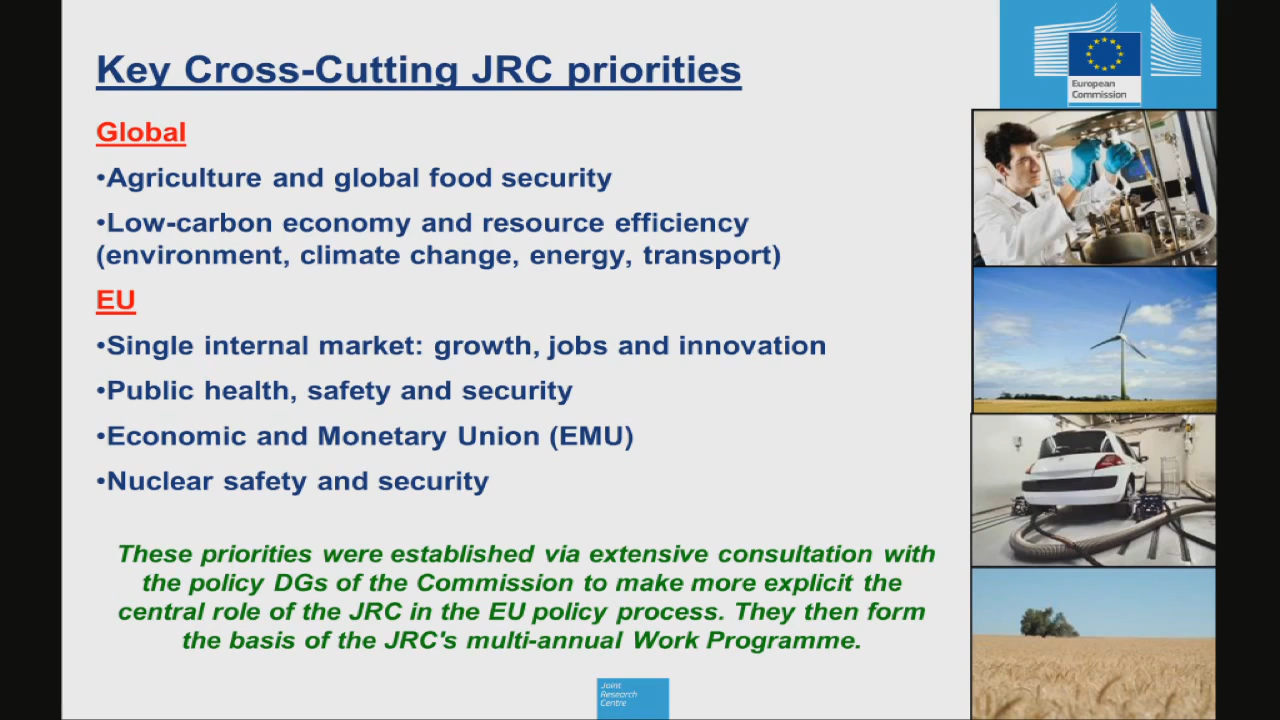 Key Cross-Cutting JRC priorities
European
Commission
Global
•Agriculture and global food security
•Low-carbon economy and resource efficiency
(environment, climate change, energy, transport)
EU
•Single internal market: growth, jobs and innovation
•Public health, safety and security
•Economic and Monetary Union (EMU)
•Nuclear safety and security
These priorities were established via extensive consultation with
the policy DGs of the Commission to make more explicit the
central role of the JRC in the EU policy process. They then form
the basis of the JRC's multi-annual Work Programme.
Joint
Research
Centre